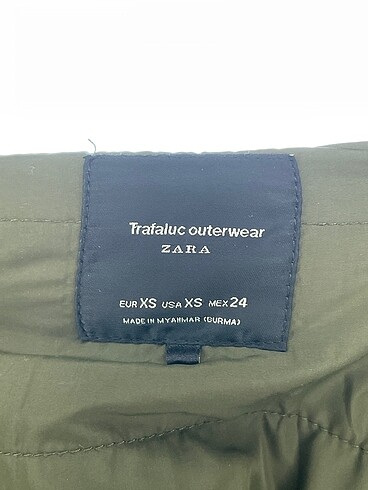 Trafaluc outerwear
ZARA
EUR XS USA XS MEX 24
MADE IN MYANMAR (BURMA)